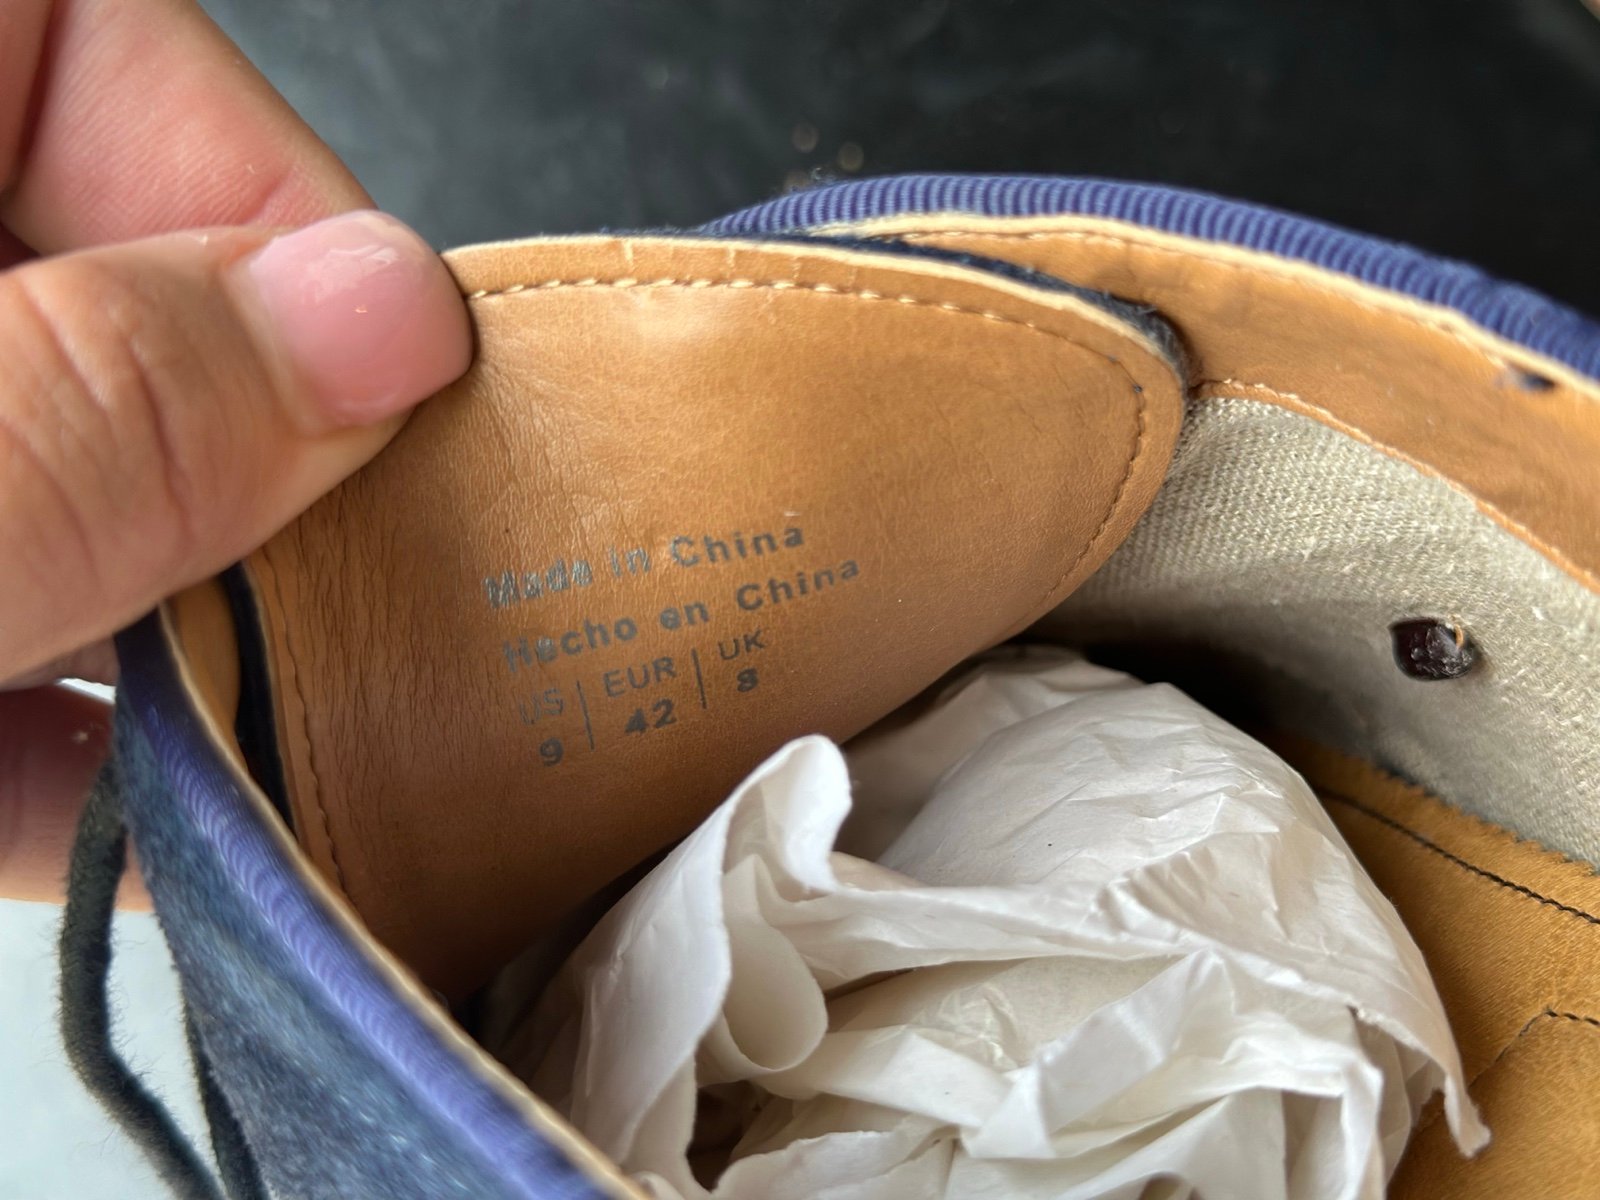 Made in China
Hecho en China
US | EUR | UK
9 | 42 | 8